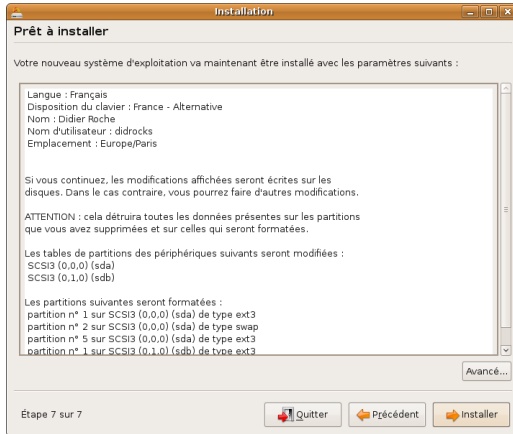 Installation
Prêt à installer
Votre nouveau système d'exploitation va maintenant être installé avec les paramètres suivants :
Langue : Français
Disposition du clavier : France - Alternative
Nom : Didier Roche
Nom d'utilisateur : didrocks
Emplacement : Europe/Paris
Si vous continuez, les modifications affichées seront écrites sur les
disques. Dans le cas contraire, vous pourrez faire d'autres modifications.
ATTENTION : cela détruira toutes les données présentes sur les partitions
que vous avez supprimées et sur celles qui seront formatées.
Les tables de partitions des périphériques suivants seront modifiées :
SCSI3 (0,0,0) (sda)
SCSI3 (0,1,0) (sdb)
Les partitions suivantes seront formatées :
partition n° 1 sur SCSI3 (0,0,0) (sda) de type ext3
partition n° 2 sur SCSI3 (0,0,0) (sda) de type swap
partition n° 5 sur SCSI3 (0,0,0) (sda) de type ext3
partition n° 1 sur SCSI3 (0,1,0) (sdb) de type ext3
Avancé...
Étape 7 sur 7
Quitter
Précédent
Installer